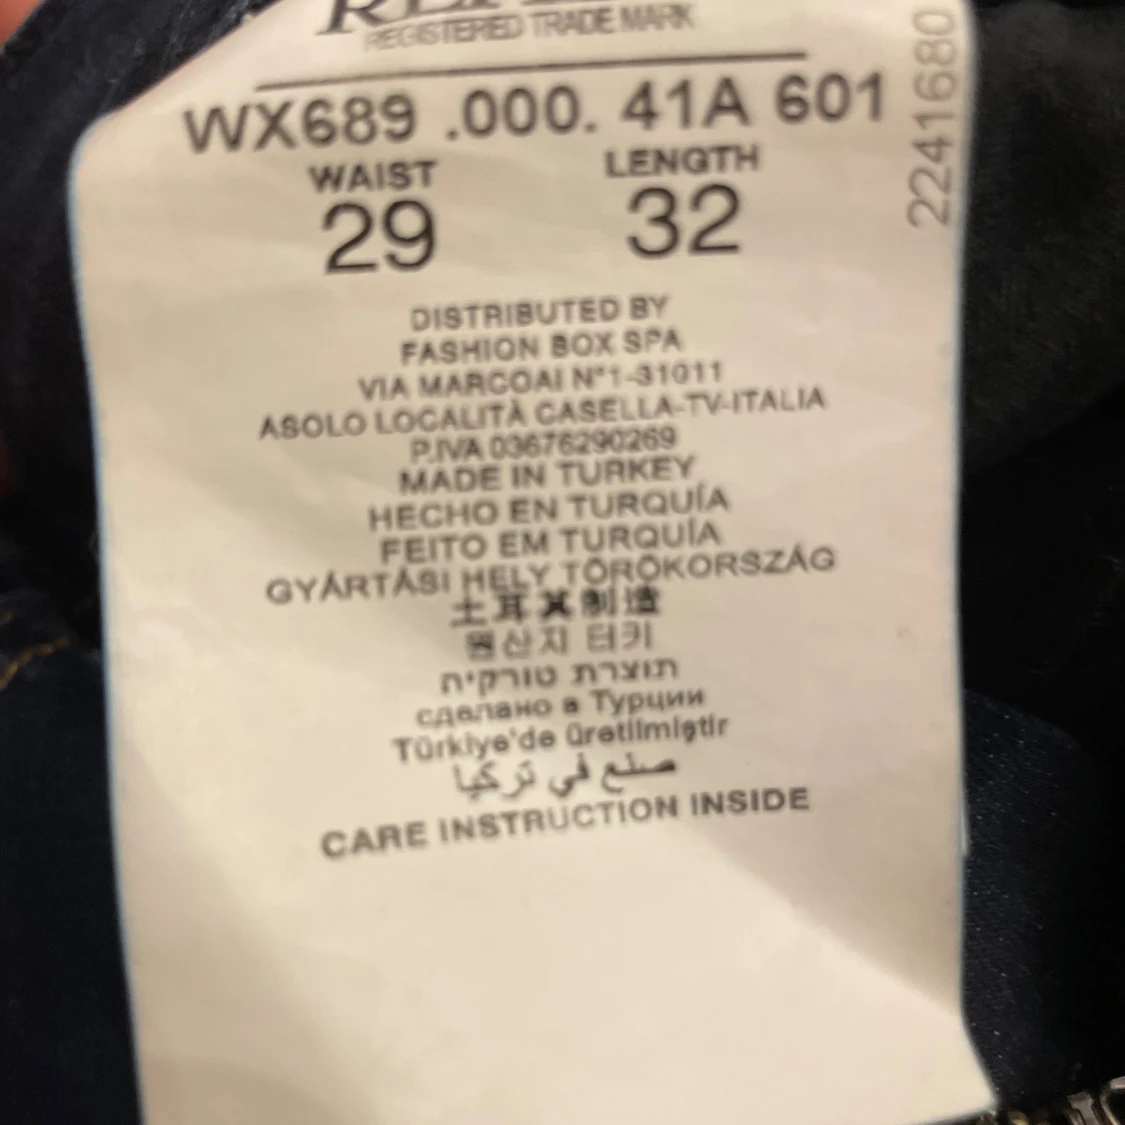 REGISTERED TRADE MARK
WX689 .000. 41A 601
2241680
WAIST LENGTH
29 32
DISTRIBUTED BY
FASHION BOX SPA
VIA MARCOAI N°1-31011
ASOLO LOCALITÀ CASELLA-TV-ITALIA
P.IVA 03676290269
MADE IN TURKEY
HECHO EN TURQUÍA
FEITO EM TURQUÍA
GYÁRTÁSI HELY TÖRÖKORSZÁG
土耳其制造
원산지 터키
תוצרת טורקיה
сделано в Турции
Türkiye'de üretilmiştir
صنع في تركيا
CARE INSTRUCTION INSIDE